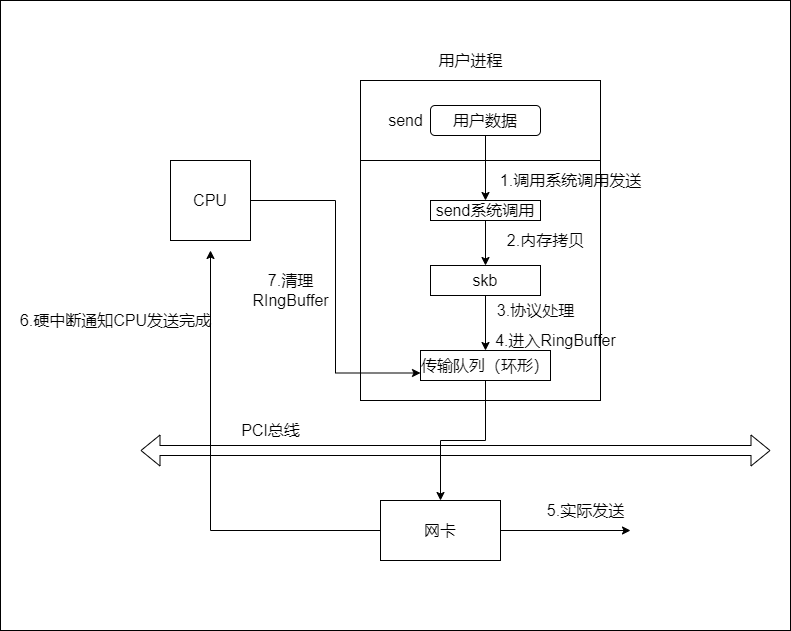 用户进程
send
用户数据
1.调用系统调用发送
CPU
send系统调用
2.内存拷贝
7.清理
RIngBuffer
skb
3.协议处理
6.硬中断通知CPU发送完成
4.进入RingBuffer
传输队列（环形）
PCI总线
5.实际发送
网卡